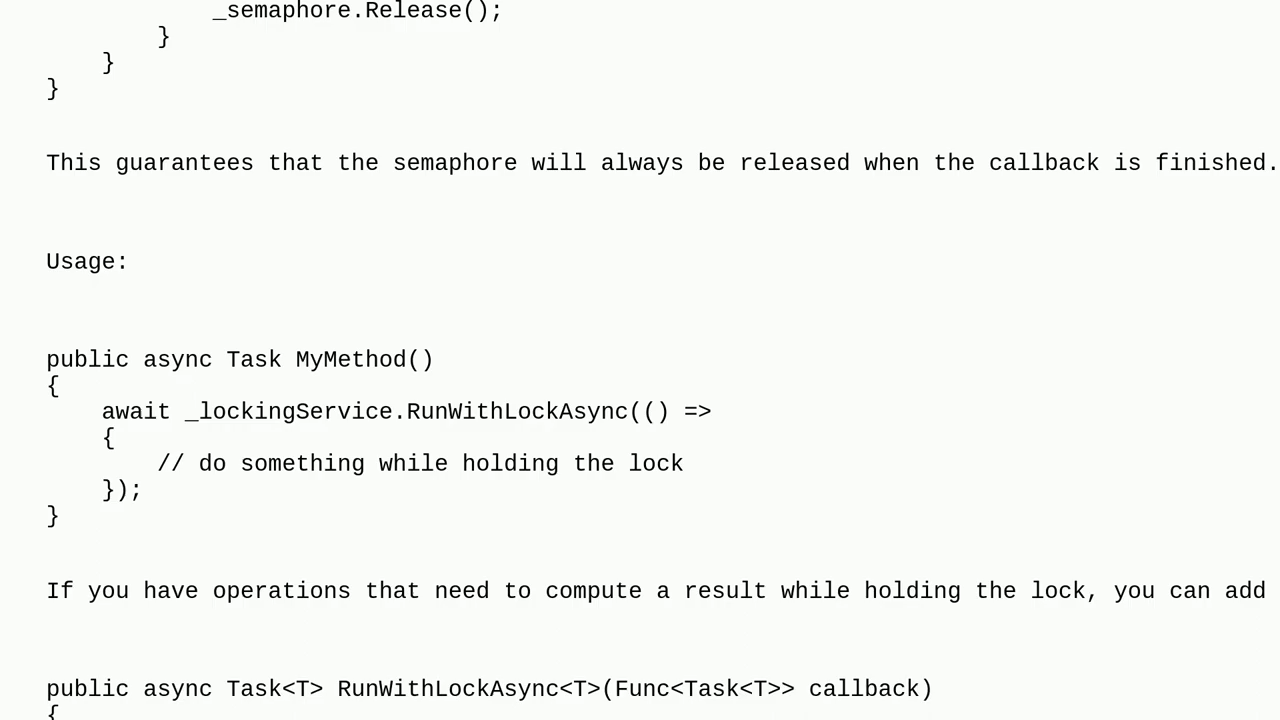 _semaphore.Release();
        }
    }
}
This guarantees that the semaphore will always be released when the callback is finished.
Usage:
public async Task MyMethod()
{
    await _lockingService.RunWithLockAsync(() =>
    {
        // do something while holding the lock
    });
}
If you have operations that need to compute a result while holding the lock, you can add
public async Task<T> RunWithLockAsync<T>(Func<Task<T>> callback)
{